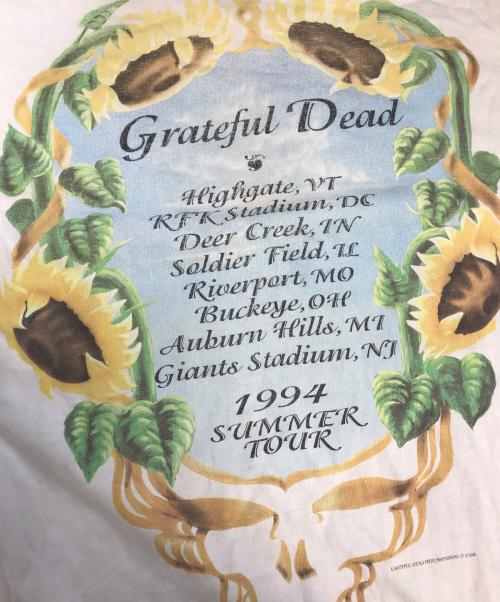 Grateful Dead
Highgate, VT
RFK Stadium, DC
Deer Creek, IN
Soldier Field, IL
Riverport, MO
Buckeye, OH
Auburn Hills, MI
Giants Stadium, NJ
1994
SUMMER
TOUR